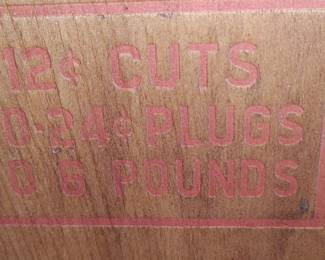 12¢ CUTS
0-24¢ PLUGS
0 6 POUNDS